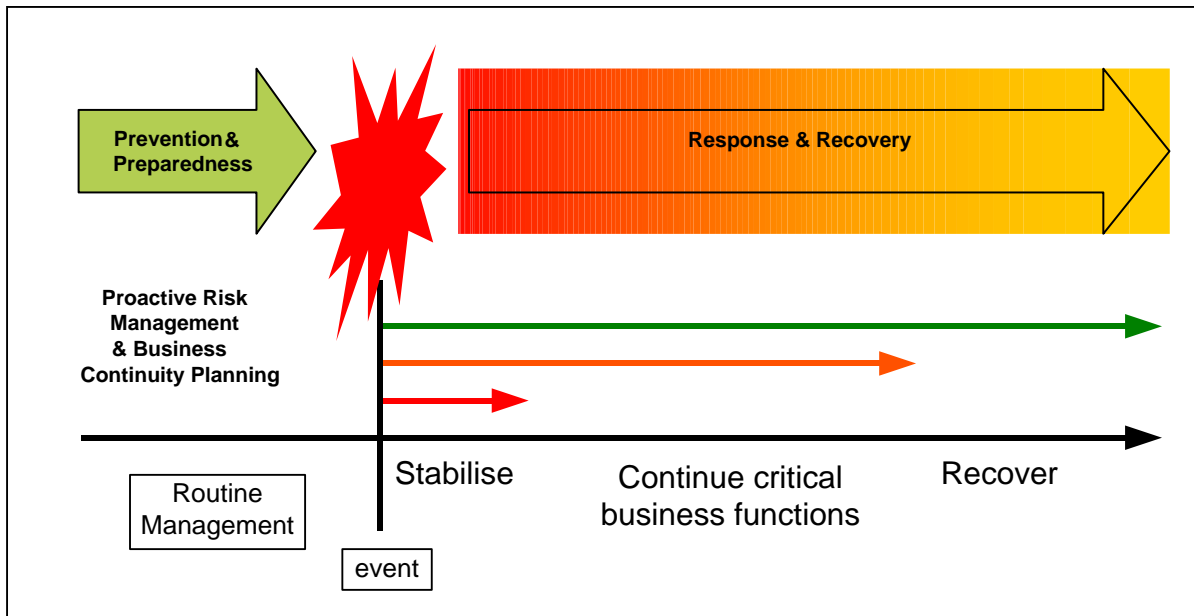 Prevention &
Preparedness
Response & Recovery
Proactive Risk
Management
& Business
Continuity Planning
Stabilise
Continue critical
business functions
Recover
Routine
Management
event